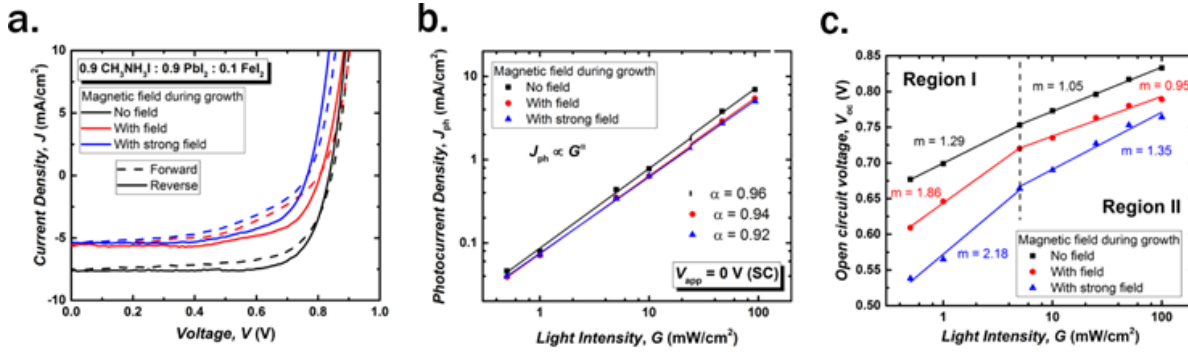 a.
0.9 CH₃NH₃I : 0.9 PbI₂ : 0.1 FeI₂
Magnetic field during growth
No field
With field
With strong field
Forward
Reverse
Current Density, J (mA/cm²)
10
5
0
-5
-10
0.0 0.2 0.4 0.6 0.8 1.0
Voltage, V (V)
b.
Magnetic field during growth
No field
With field
With strong field
J_ph ∝ G^α
α = 0.96
α = 0.94
α = 0.92
V_app = 0 V (SC)
Photocurrent Density, J_ph (mA/cm²)
10
1
0.1
1 10 100
Light Intensity, G (mW/cm²)
c.
Region I
m = 1.05
m = 0.95
m = 1.29
m = 1.35
m = 1.86
Region II
m = 2.18
Magnetic field during growth
No field
With field
With strong field
Open circuit voltage, V_oc (V)
0.85
0.80
0.75
0.70
0.65
0.60
0.55
0.50
1 10 100
Light Intensity, G (mW/cm²)